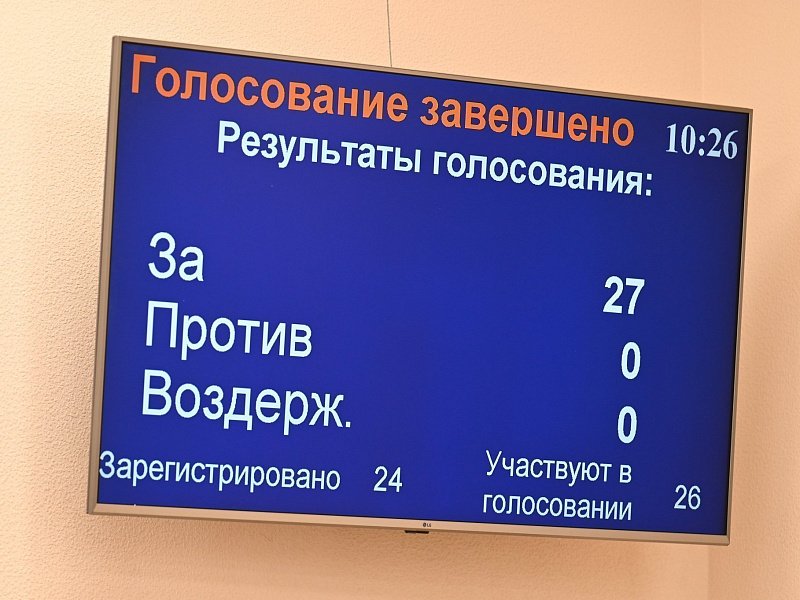 Голосование завершено 10:26
Результаты голосования:
За 27
Против 0
Воздерж. 0
Зарегистрировано 24
Участвуют в
голосовании 26
LG